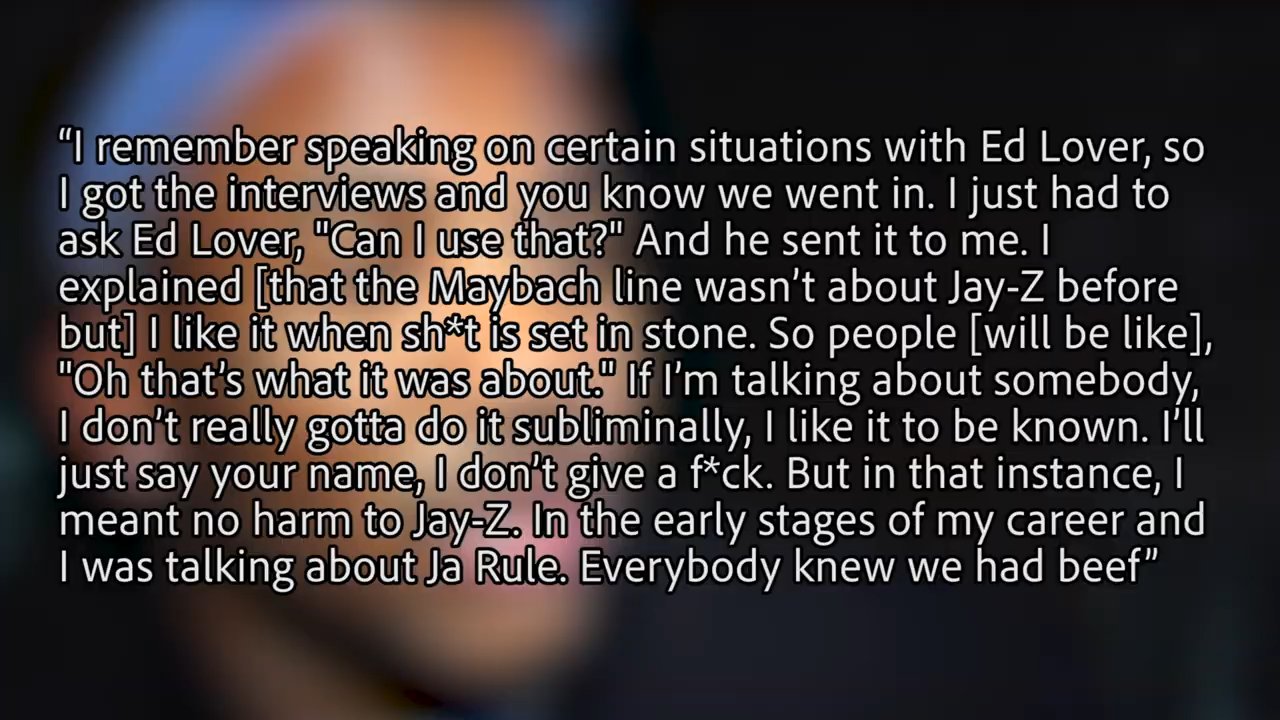 “I remember speaking on certain situations with Ed Lover, so
I got the interviews and you know we went in. I just had to
ask Ed Lover, "Can I use that?" And he sent it to me. I
explained [that the Maybach line wasn’t about Jay-Z before
but] I like it when sh*t is set in stone. So people [will be like],
"Oh that’s what it was about." If I’m talking about somebody,
I don’t really gotta do it subliminally, I like it to be known. I’ll
just say your name, I don’t give a f*ck. But in that instance, I
meant no harm to Jay-Z. In the early stages of my career and
I was talking about Ja Rule. Everybody knew we had beef”